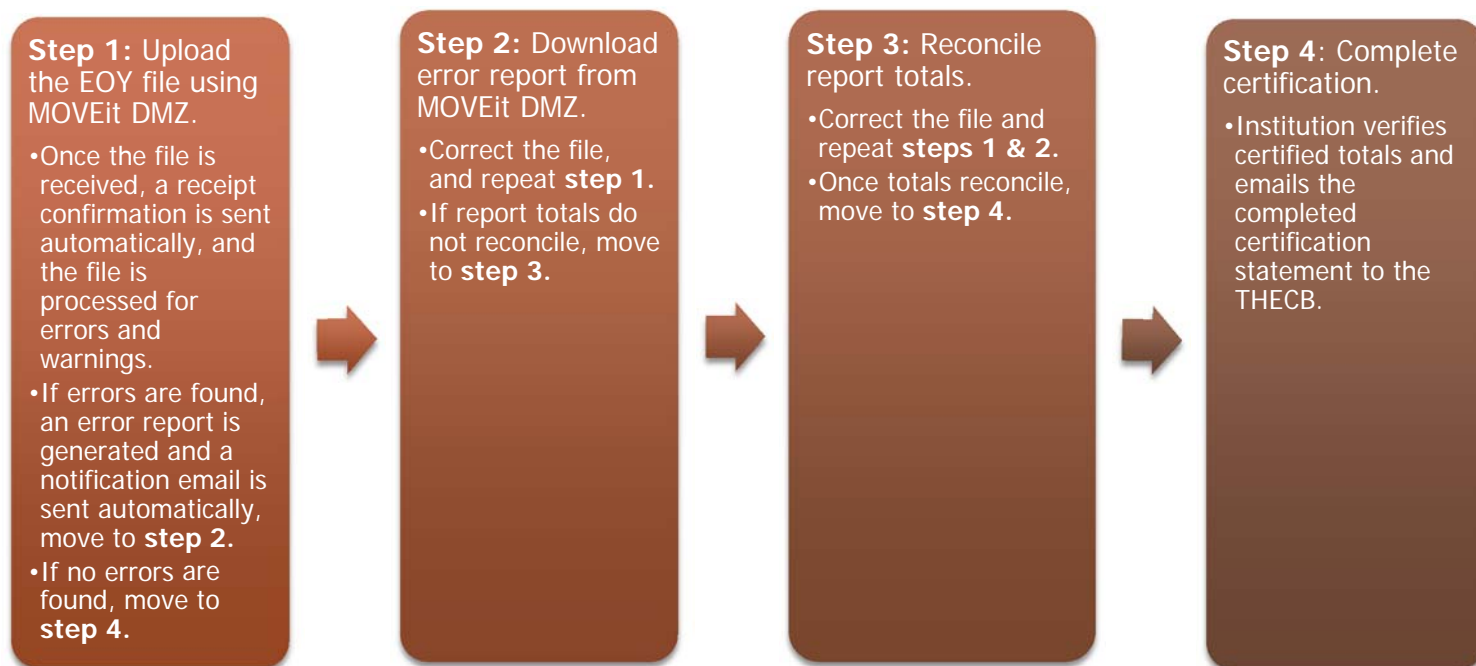 Step 1: Upload
the EOY file using
MOVEit DMZ.
•Once the file is
received, a receipt
confirmation is sent
automatically, and
the file is
processed for
errors and
warnings.
•If errors are found,
an error report is
generated and a
notification email is
sent automatically,
move to step 2.
•If no errors are
found, move to
step 4.
Step 2: Download
error report from
MOVEit DMZ.
•Correct the file,
and repeat step 1.
•If report totals do
not reconcile, move
to step 3.
Step 3: Reconcile
report totals.
•Correct the file and
repeat steps 1 & 2.
•Once totals reconcile,
move to step 4.
Step 4: Complete
certification.
•Institution verifies
certified totals and
emails the
completed
certification
statement to the
THECB.